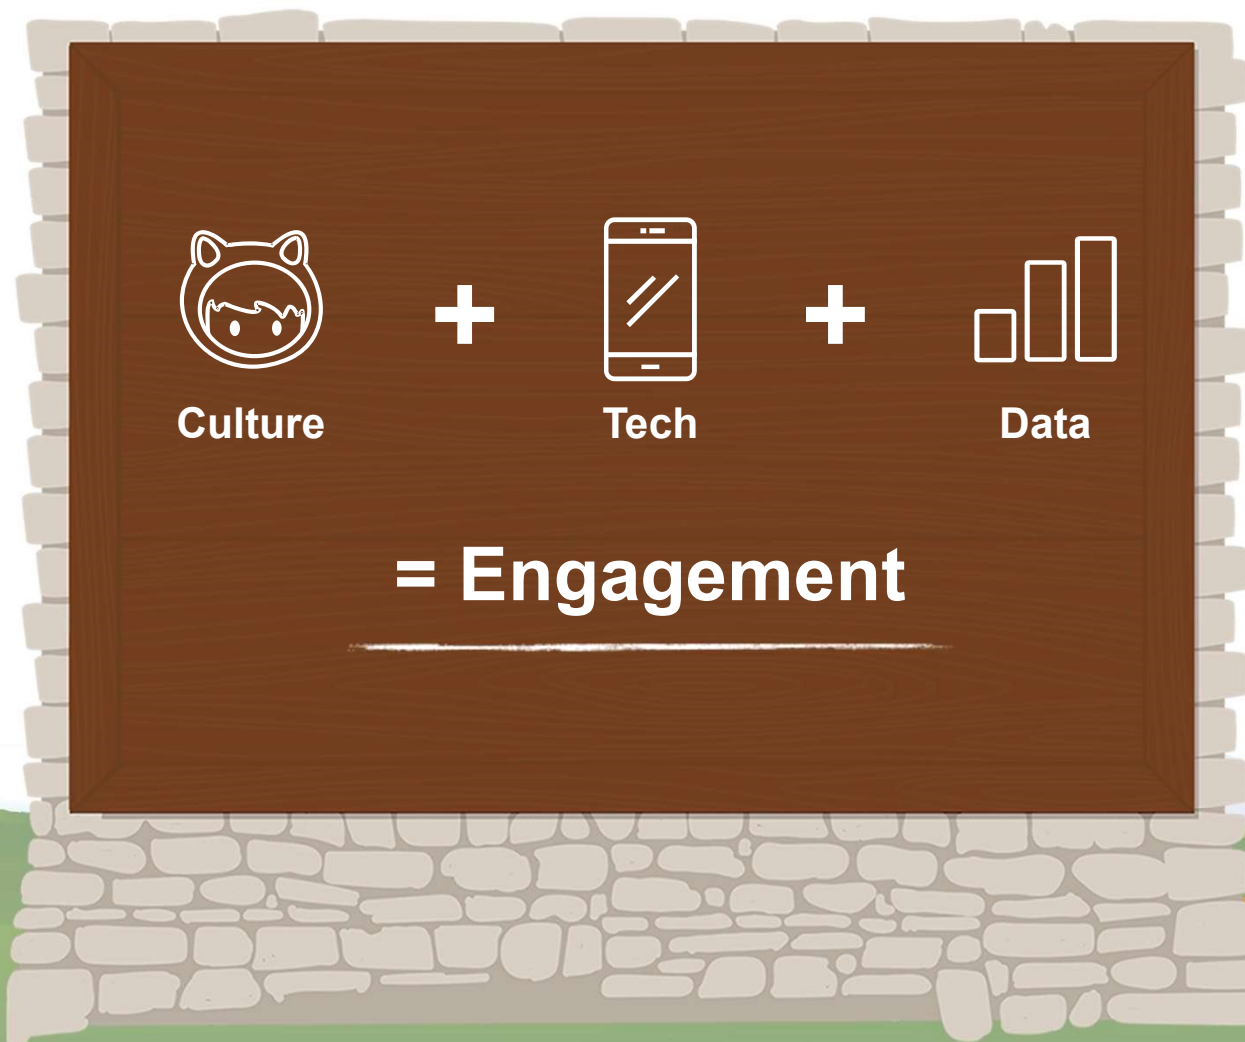 Culture + Tech + Data
= Engagement